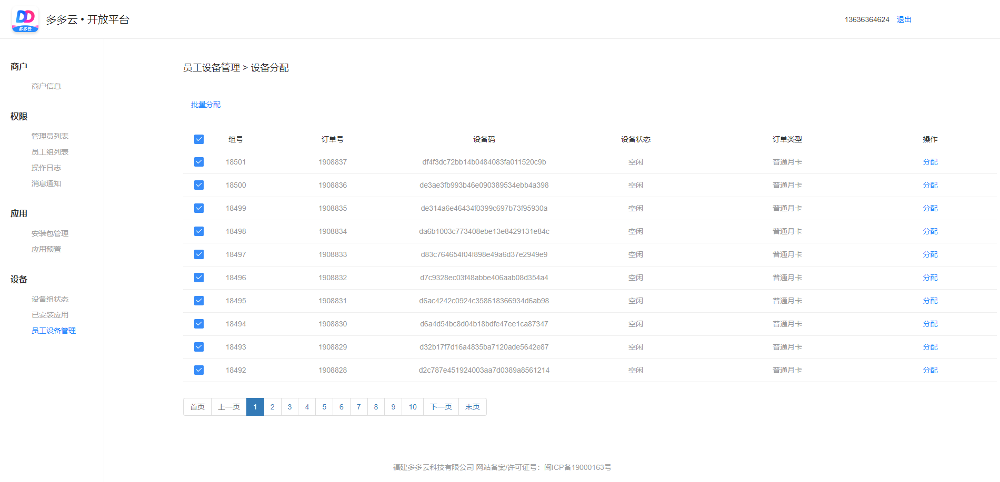 多多云
多多云 • 开放平台
13636364624 退出
商户
商户信息
权限
管理员列表
员工组列表
操作日志
消息通知
应用
安装包管理
应用预置
设备
设备组状态
已安装应用
员工设备管理
员工设备管理 > 设备分配
批量分配
组号 订单号 设备码 设备状态 订单类型 操作
18501 1908837 df4f3dc72bb14b0484083fa011520c9b 空闲 普通月卡 分配
18500 1908836 de3ae3fb993b46e090389534ebb4a398 空闲 普通月卡 分配
18499 1908835 de314a6e46434f0399c697b73f95930a 空闲 普通月卡 分配
18498 1908834 da6b1003c773408ebe13e8429131e84c 空闲 普通月卡 分配
18497 1908833 d83c764654f04f898e49a6d37e2949e9 空闲 普通月卡 分配
18496 1908832 d7c9328ec03f48abbe406aab08d354a4 空闲 普通月卡 分配
18495 1908831 d6ac4242c0924c358618366934d6ab98 空闲 普通月卡 分配
18494 1908830 d6a4d54bc8d04b18bdfe47ee1ca87347 空闲 普通月卡 分配
18493 1908829 d32b17f7d16a4835ba7120ade5642e87 空闲 普通月卡 分配
18492 1908828 d2c787e451924003aa7d0389a8561214 空闲 普通月卡 分配
首页 上一页 1 2 3 4 5 6 7 8 9 10 下一页 末页
福建多多云科技有限公司 网站备案/许可证号：闽ICP备19000163号